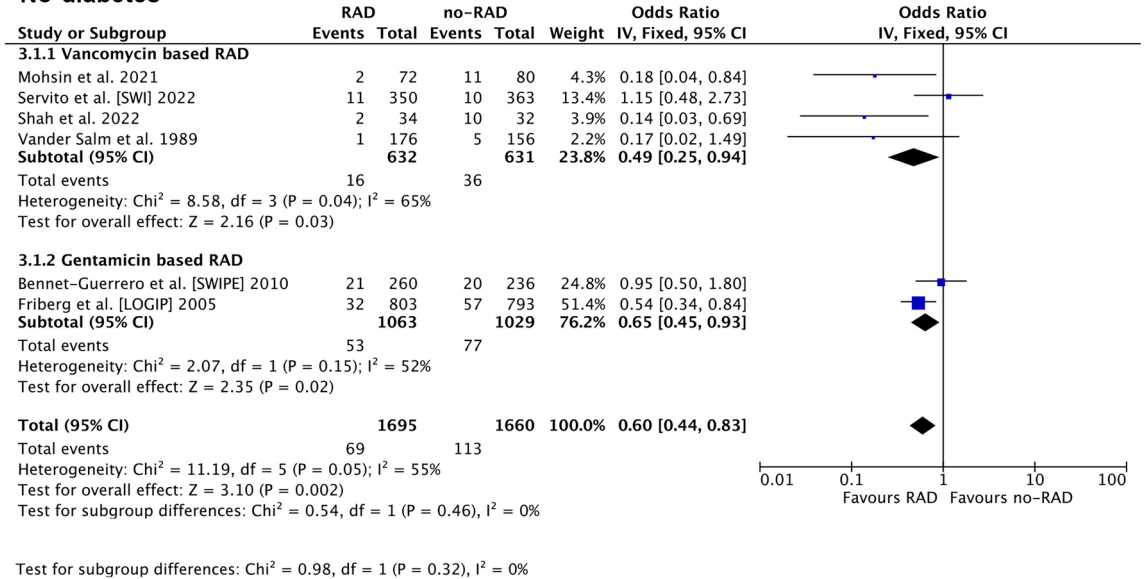 No-diabetes
RAD no-RAD Odds Ratio Odds Ratio
Study or Subgroup Events Total Events Total Weight IV, Fixed, 95% CI IV, Fixed, 95% CI
3.1.1 Vancomycin based RAD
Mohsin et al. 2021 2 72 11 80 4.3% 0.18 [0.04, 0.84]
Servito et al. [SWI] 2022 11 350 10 363 13.4% 1.15 [0.48, 2.73]
Shah et al. 2022 2 34 10 32 3.9% 0.14 [0.03, 0.69]
Vander Salm et al. 1989 1 176 5 156 2.2% 0.17 [0.02, 1.49]
Subtotal (95% CI) 632 631 23.8% 0.49 [0.25, 0.94]
Total events 16 36
Heterogeneity: Chi² = 8.58, df = 3 (P = 0.04); I² = 65%
Test for overall effect: Z = 2.16 (P = 0.03)
3.1.2 Gentamicin based RAD
Bennet-Guerrero et al. [SWIPE] 2010 21 260 20 236 24.8% 0.95 [0.50, 1.80]
Friberg et al. [LOGIP] 2005 32 803 57 793 51.4% 0.54 [0.34, 0.84]
Subtotal (95% CI) 1063 1029 76.2% 0.65 [0.45, 0.93]
Total events 53 77
Heterogeneity: Chi² = 2.07, df = 1 (P = 0.15); I² = 52%
Test for overall effect: Z = 2.35 (P = 0.02)
Total (95% CI) 1695 1660 100.0% 0.60 [0.44, 0.83]
Total events 69 113
Heterogeneity: Chi² = 11.19, df = 5 (P = 0.05); I² = 55%
Test for overall effect: Z = 3.10 (P = 0.002)
Test for subgroup differences: Chi² = 0.54, df = 1 (P = 0.46), I² = 0%
0.01 0.1 1 10 100
Favours RAD Favours no-RAD
Test for subgroup differences: Chi² = 0.98, df = 1 (P = 0.32), I² = 0%